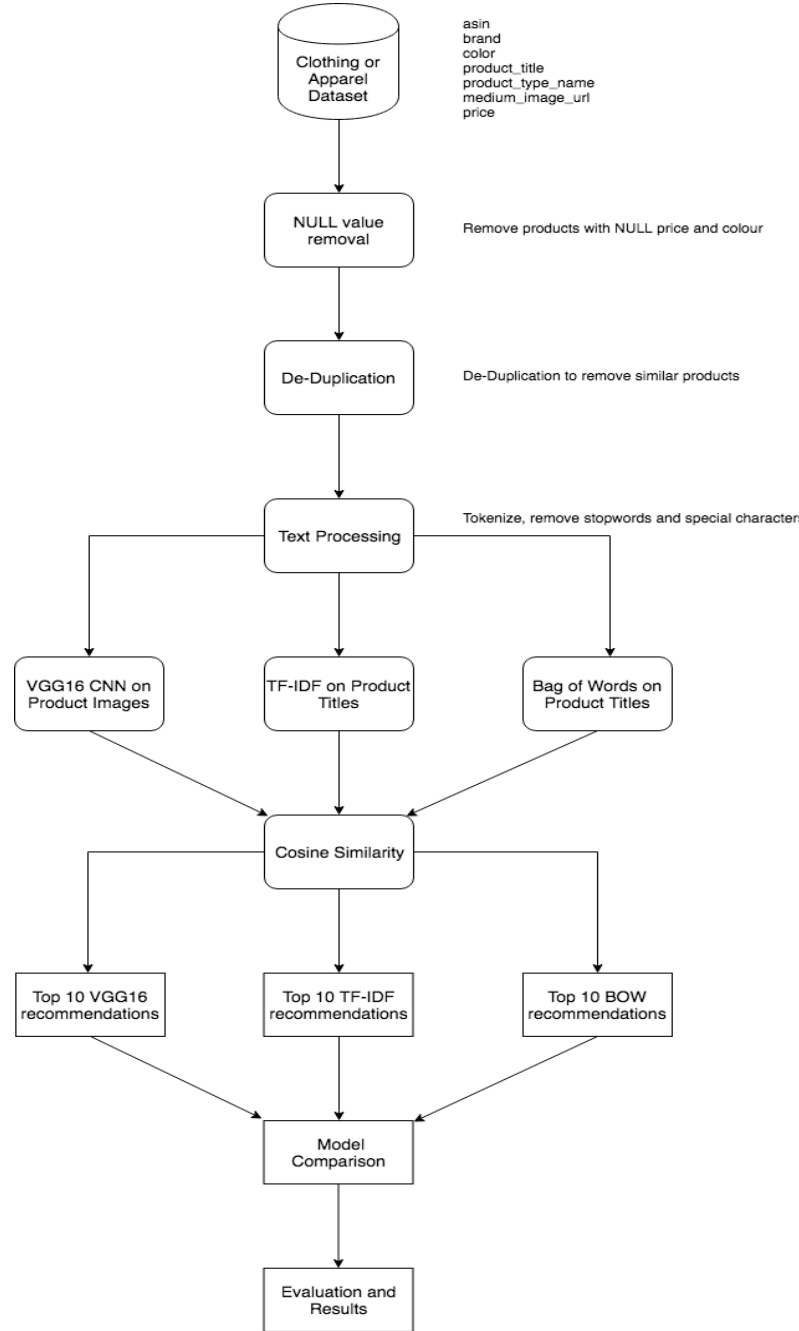 Clothing or
Apparel
Dataset
asin
brand
color
product_title
product_type_name
medium_image_url
price
NULL value
removal
Remove products with NULL price and colour
De-Duplication
De-Duplication to remove similar products
Text Processing
Tokenize, remove stopwords and special characters
VGG16 CNN on
Product Images
TF-IDF on Product
Titles
Bag of Words on
Product Titles
Cosine Similarity
Top 10 VGG16
recommendations
Top 10 TF-IDF
recommendations
Top 10 BOW
recommendations
Model
Comparison
Evaluation and
Results